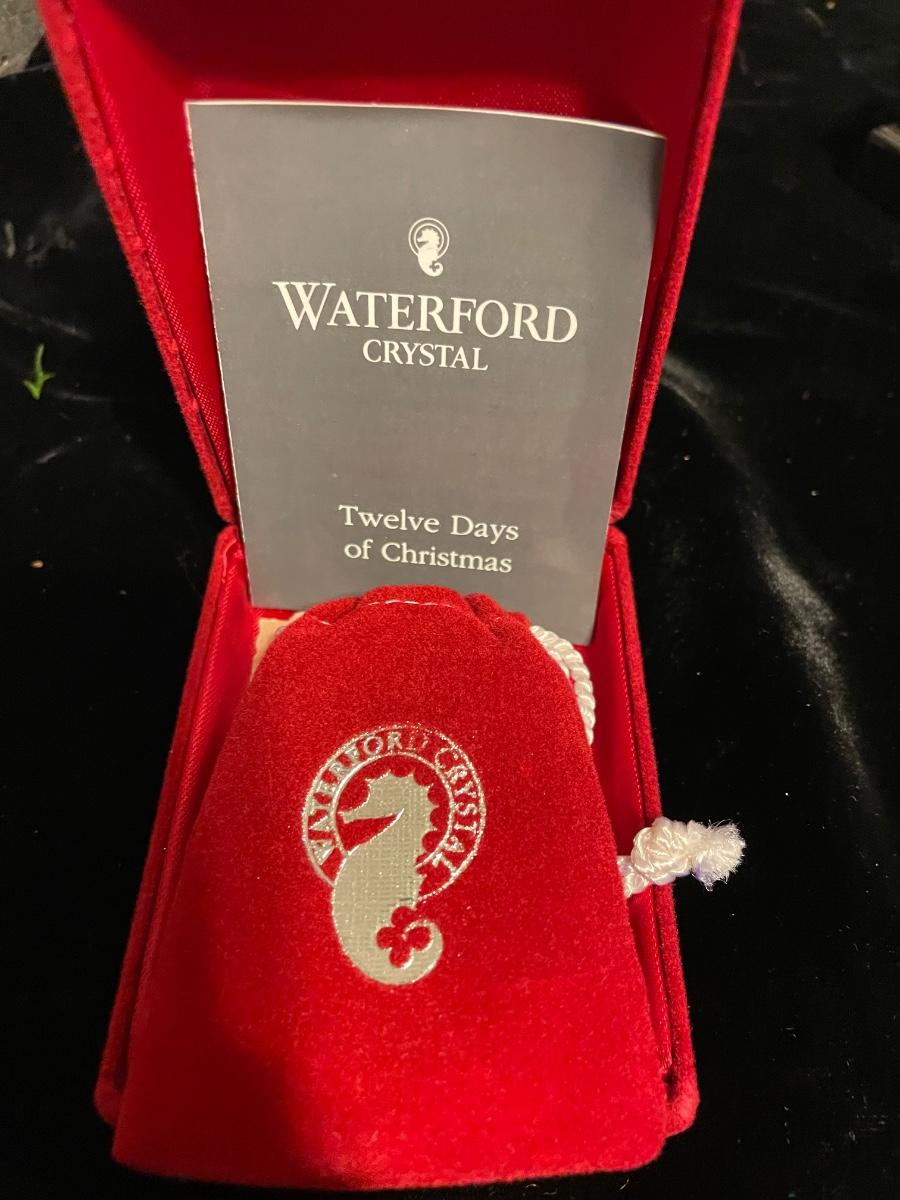 WATERFORD
CRYSTAL
Twelve Days
of Christmas
WATERFORD CRYSTAL